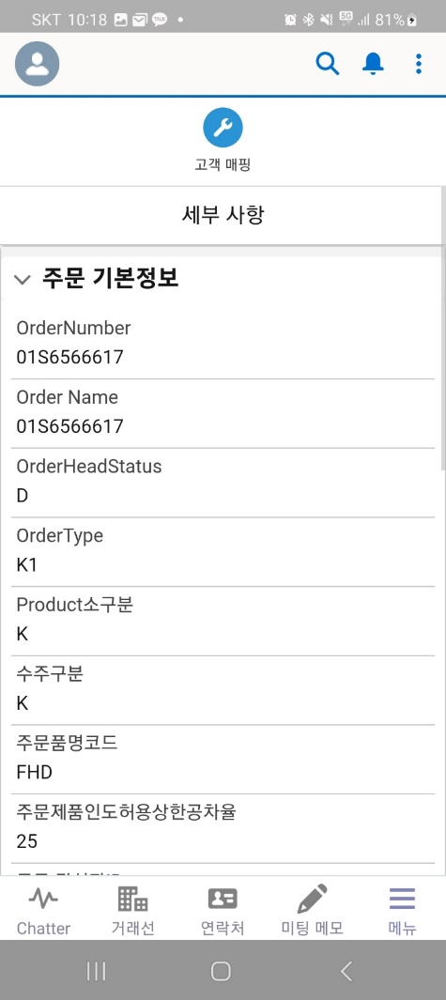 SKT 10:18
TALK
5G
81%
고객 매핑
세부 사항
주문 기본정보
OrderNumber
01S6566617
Order Name
01S6566617
OrderHeadStatus
D
OrderType
K1
Product소구분
K
수주구분
K
주문품명코드
FHD
주문제품인도허용상한공차율
25
Chatter
거래선
연락처
미팅 메모
메뉴